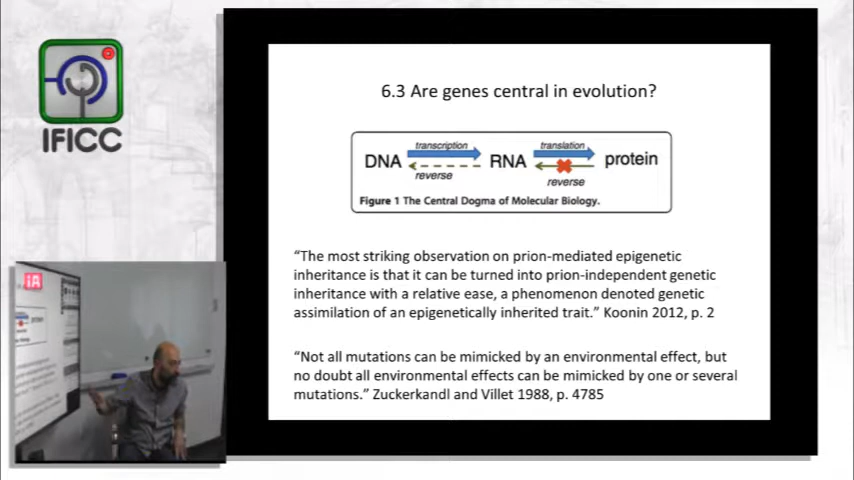 IFICC
6.3 Are genes central in evolution?
transcription
translation
DNA
RNA
protein
reverse
reverse
Figure 1 The Central Dogma of Molecular Biology.
“The most striking observation on prion-mediated epigenetic
inheritance is that it can be turned into prion-independent genetic
inheritance with a relative ease, a phenomenon denoted genetic
assimilation of an epigenetically inherited trait.” Koonin 2012, p. 2
“Not all mutations can be mimicked by an environmental effect, but
no doubt all environmental effects can be mimicked by one or several
mutations.” Zuckerkandl and Villet 1988, p. 4785
iA